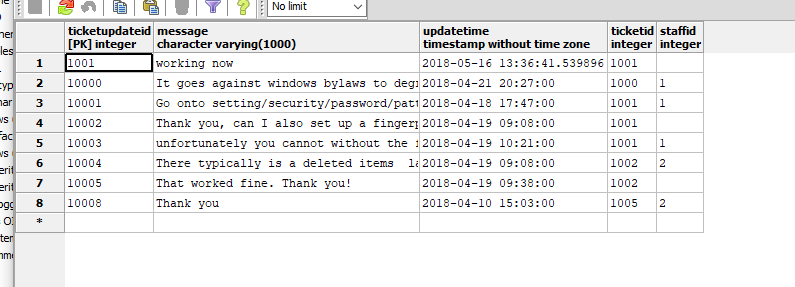 No limit
ticketupdateid message updatetime ticketid staffid
[PK] integer character varying(1000) timestamp without time zone integer integer
1 1001 working now 2018-05-16 13:36:41.539896 1001
2 10000 It goes against windows bylaws to degr 2018-04-21 20:27:00 1000 1
3 10001 Go onto setting/security/password/patt 2018-04-18 17:47:00 1001 1
4 10002 Thank you, can I also set up a fingerp 2018-04-19 09:08:00 1001
5 10003 unfortunately you cannot without the f 2018-04-19 10:21:00 1001 1
6 10004 There typically is a deleted items la 2018-04-19 09:08:00 1002 2
7 10005 That worked fine. Thank you! 2018-04-19 09:38:00 1002
8 10008 Thank you 2018-04-10 15:03:00 1005 2
*